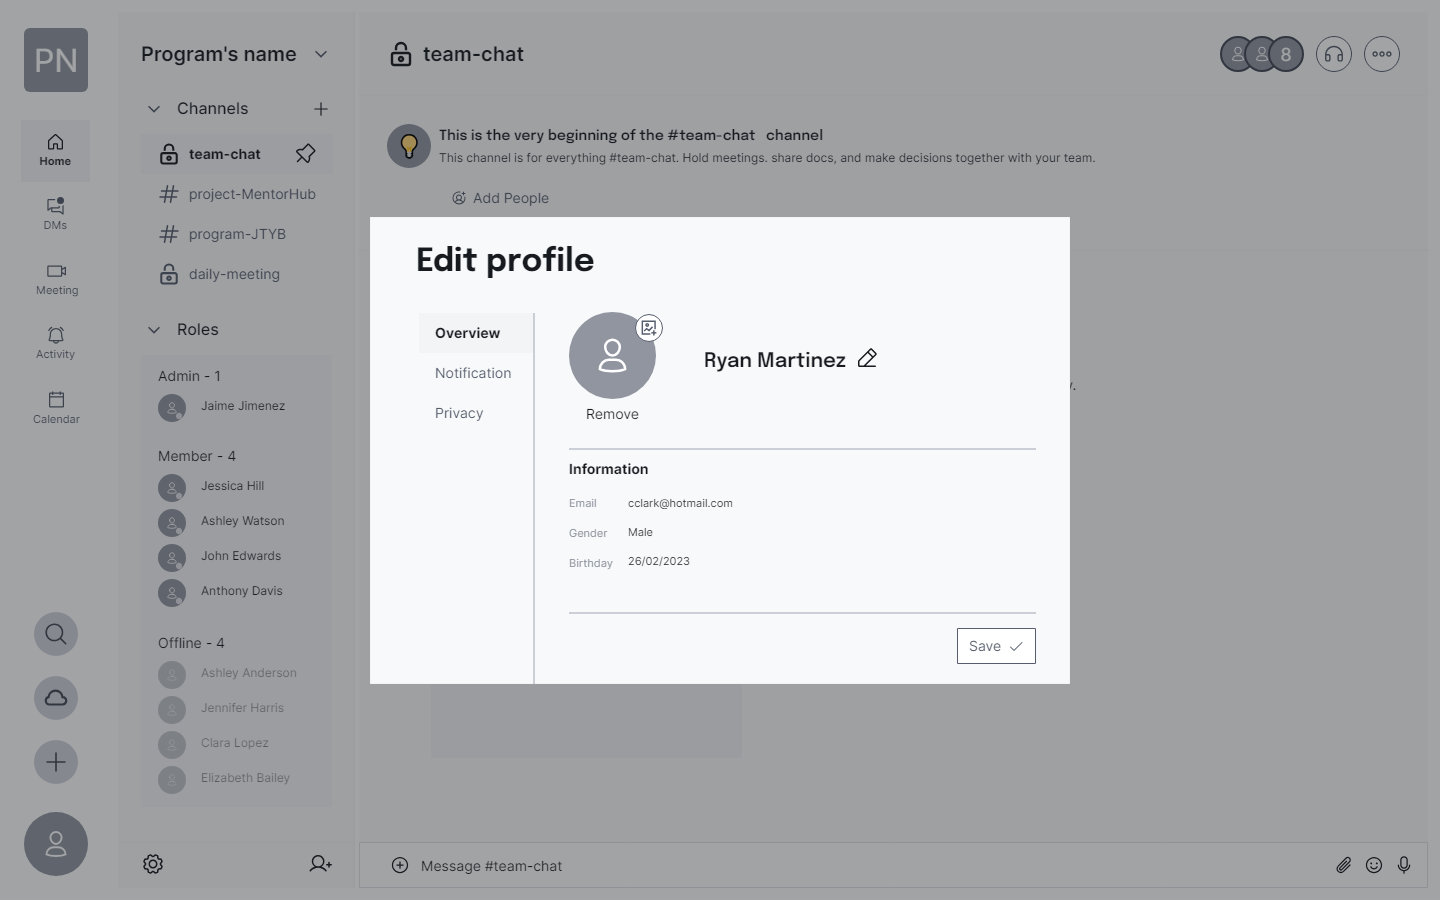 PN
Home
DMs
Meeting
Activity
Calendar
Program's name
Channels
team-chat
project-MentorHub
program-JTYB
daily-meeting
Roles
Admin - 1
Jaime Jimenez
Member - 4
Jessica Hill
Ashley Watson
John Edwards
Anthony Davis
Offline - 4
Ashley Anderson
Jennifer Harris
Clara Lopez
Elizabeth Bailey
team-chat
8
This is the very beginning of the #team-chat channel
This channel is for everything #team-chat. Hold meetings. share docs, and make decisions together with your team.
Add People
Edit profile
Overview
Notification
Privacy
Remove
Ryan Martinez
Information
Email cclark@hotmail.com
Gender Male
Birthday 26/02/2023
Save
Message #team-chat